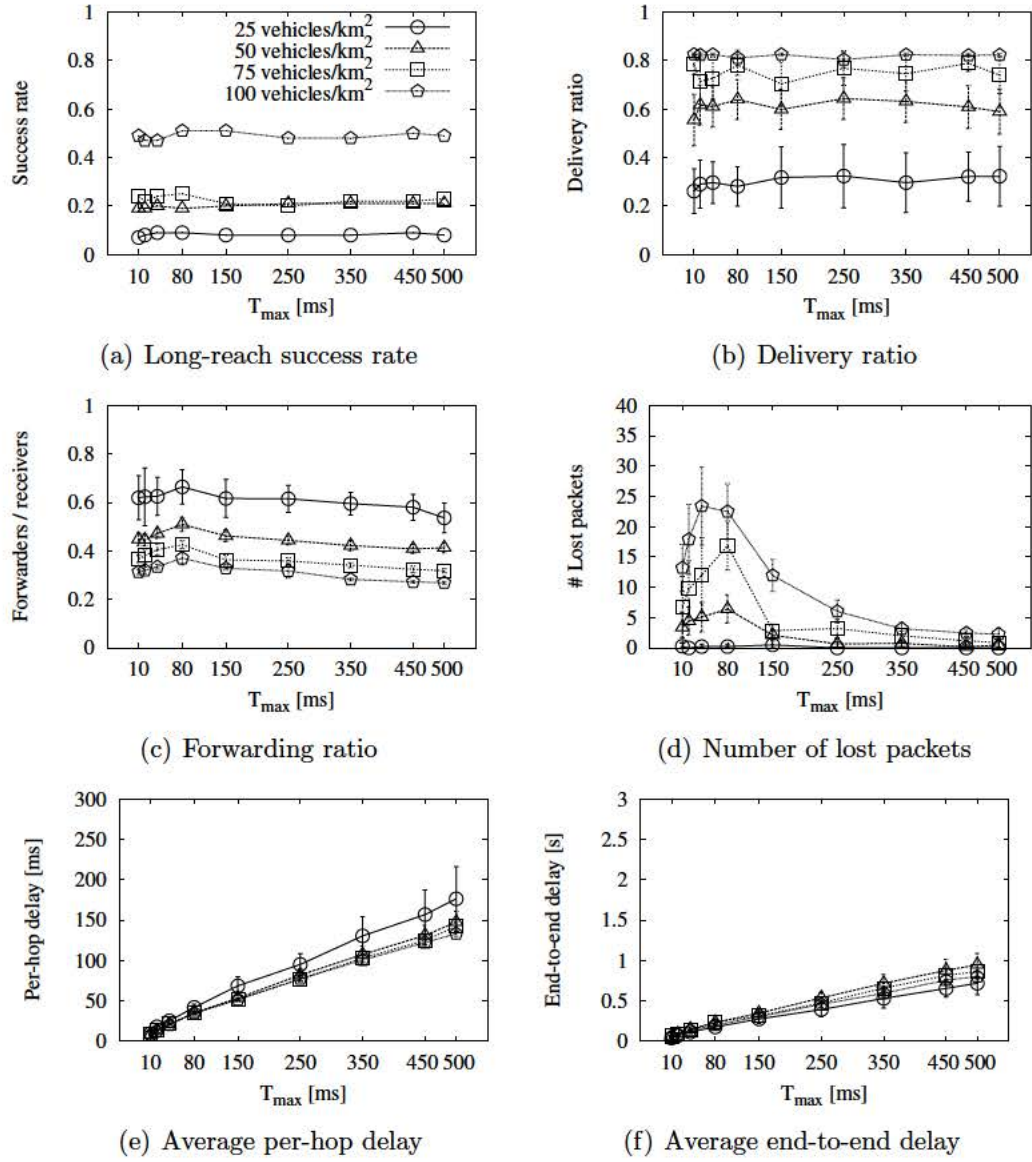 25 vehicles/km²
50 vehicles/km²
75 vehicles/km²
100 vehicles/km²
Success rate
1
0.8
0.6
0.4
0.2
0
10 80 150 250 350 450 500
T_max [ms]
(a) Long-reach success rate
Delivery ratio
1
0.8
0.6
0.4
0.2
0
10 80 150 250 350 450 500
T_max [ms]
(b) Delivery ratio
Forwarders / receivers
1
0.8
0.6
0.4
0.2
0
10 80 150 250 350 450 500
T_max [ms]
(c) Forwarding ratio
# Lost packets
40
35
30
25
20
15
10
5
0
10 80 150 250 350 450 500
T_max [ms]
(d) Number of lost packets
Per-hop delay [ms]
300
250
200
150
100
50
0
10 80 150 250 350 450 500
T_max [ms]
(e) Average per-hop delay
End-to-end delay [s]
3
2.5
2
1.5
1
0.5
0
10 80 150 250 350 450 500
T_max [ms]
(f) Average end-to-end delay